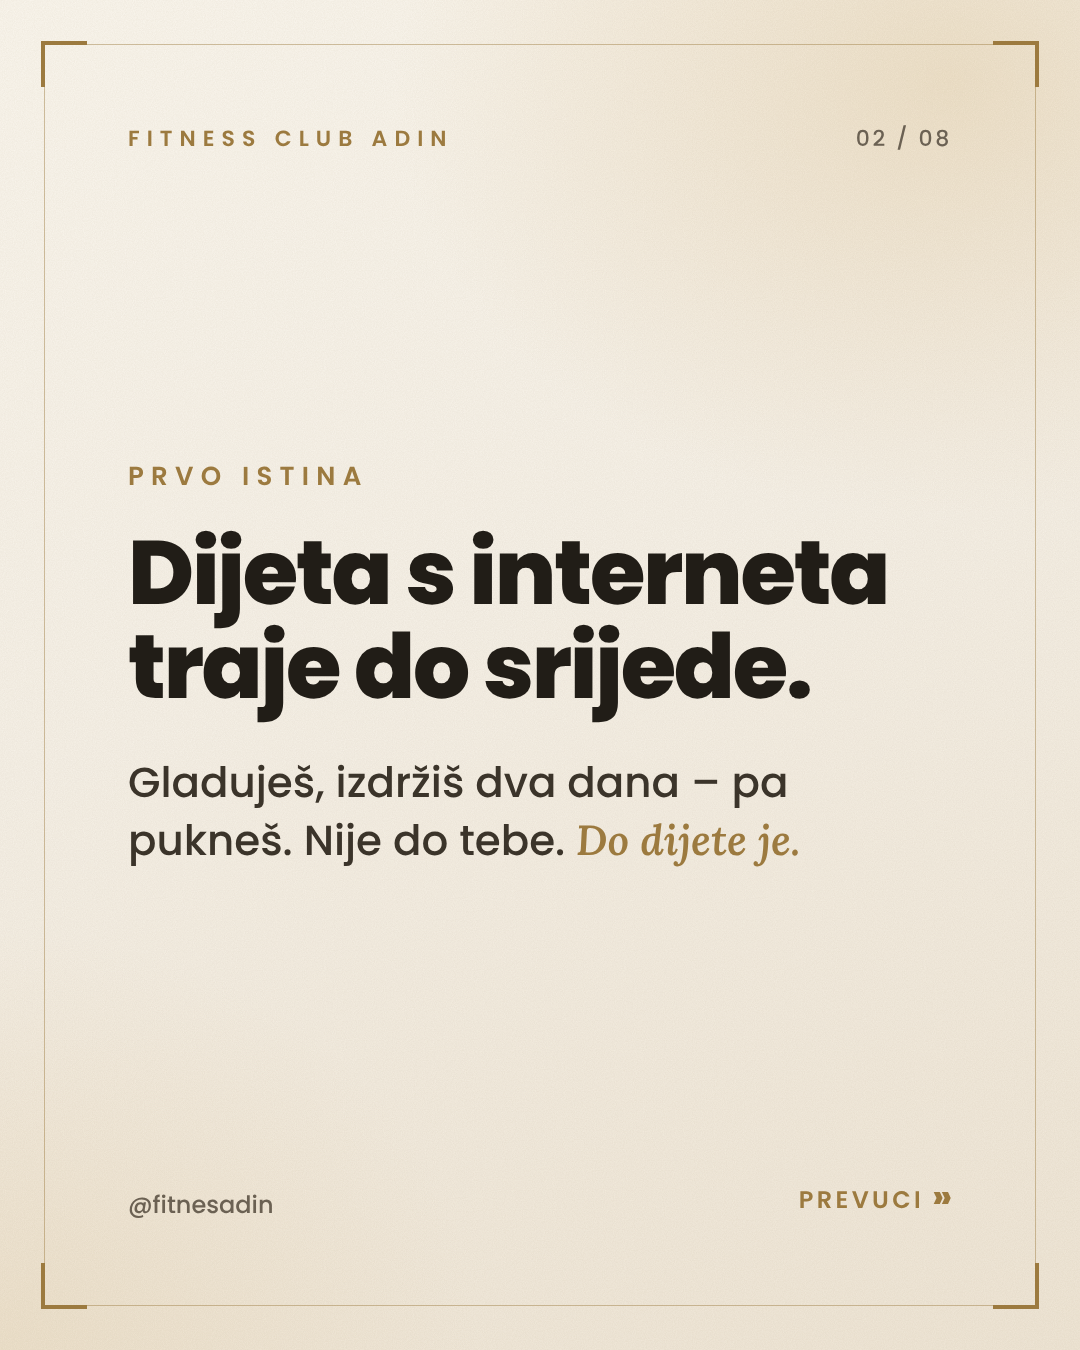 FITNESS CLUB ADIN
02 / 08
PRVO ISTINA
Dijeta s interneta
traje do srijede.
Gladuješ, izdržiš dva dana – pa
pukneš. Nije do tebe. Do dijete je.
@fitnesadin
PREVUCI »